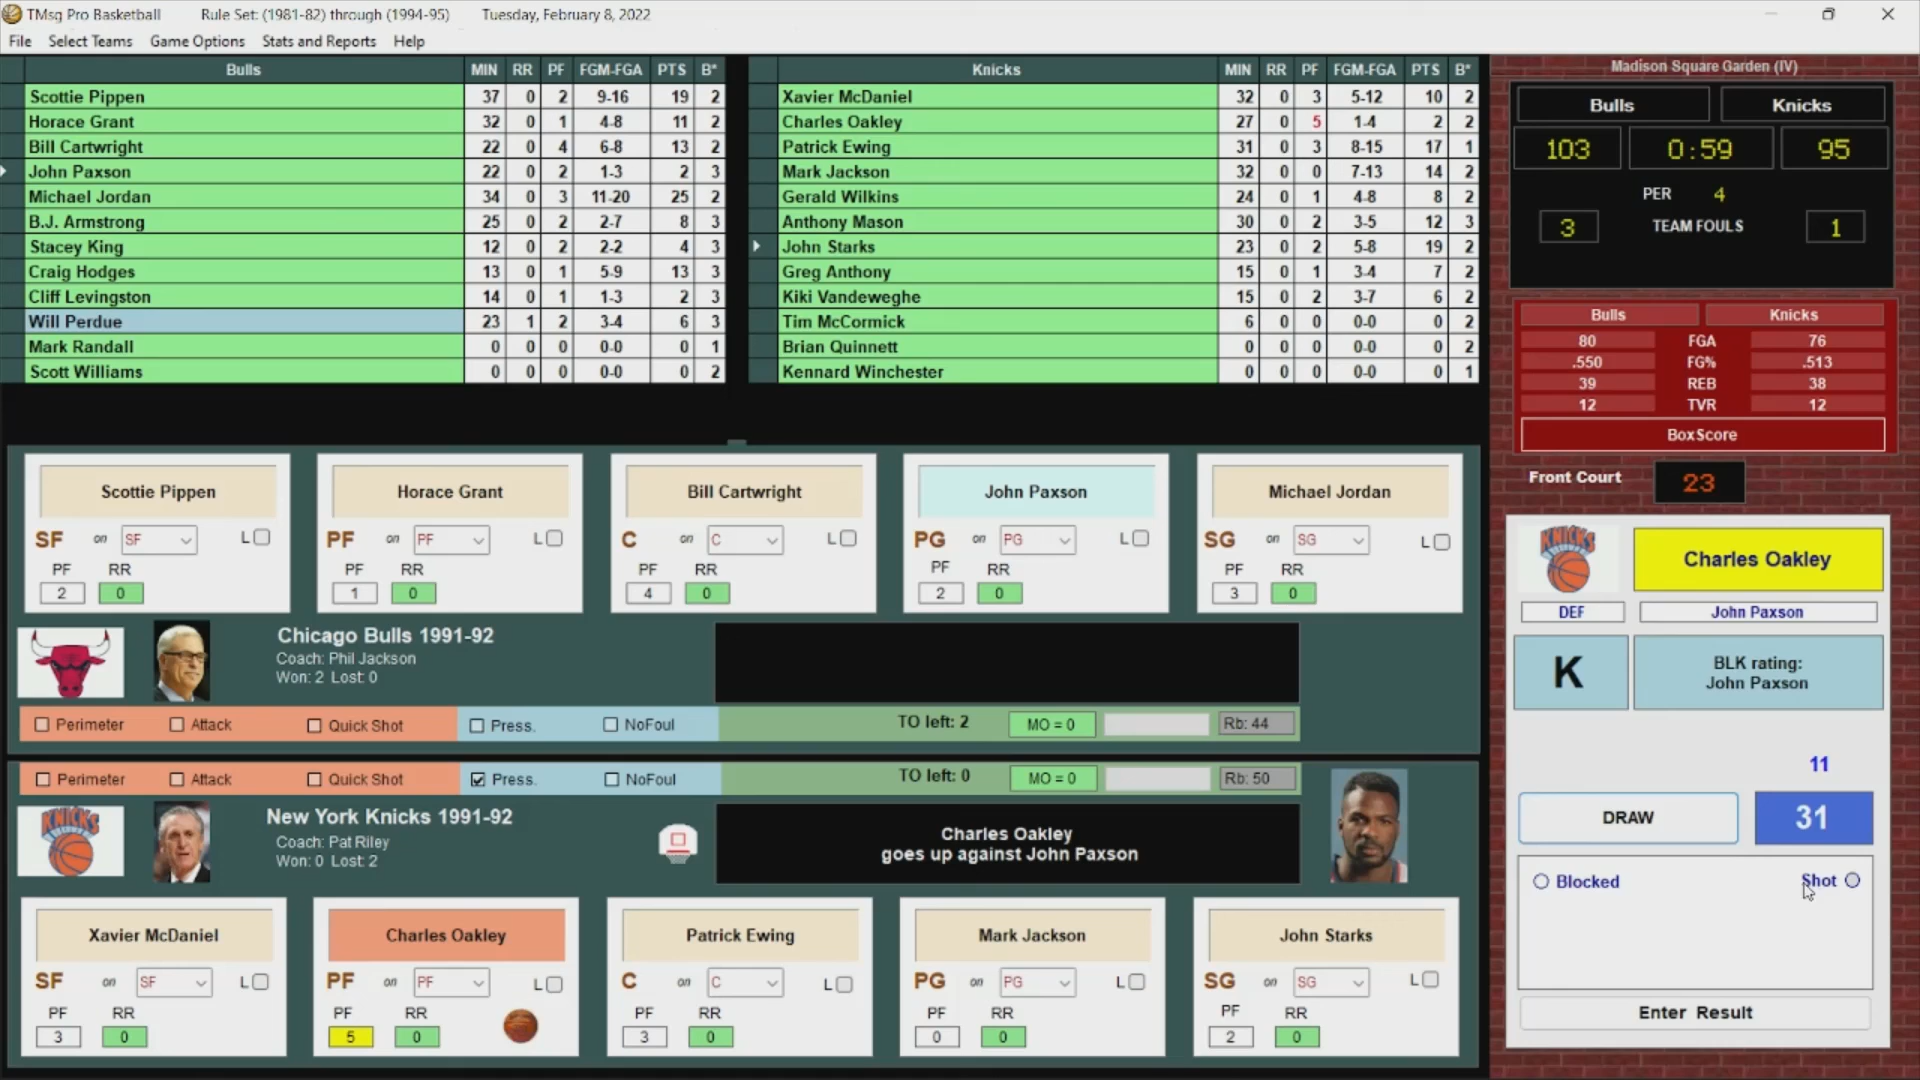 TMsg Pro Basketball Rule Set: (1981-82) through (1994-95) Tuesday, February 8, 2022
File Select Teams Game Options Stats and Reports Help
Bulls MIN RR PF FGM-FGA PTS B*
Scottie Pippen 37 0 2 9-16 19 2
Horace Grant 32 0 1 4-8 11 2
Bill Cartwright 22 0 4 6-8 13 2
John Paxson 22 0 2 1-3 2 3
Michael Jordan 34 0 3 11-20 25 2
B.J. Armstrong 25 0 2 2-7 8 3
Stacey King 12 0 2 2-2 4 3
Craig Hodges 13 0 1 5-9 13 3
Cliff Levingston 14 0 1 1-3 2 3
Will Perdue 23 1 2 3-4 6 3
Mark Randall 0 0 0 0-0 0 1
Scott Williams 0 0 0 0-0 0 2
Knicks MIN RR PF FGM-FGA PTS B*
Xavier McDaniel 32 0 3 5-12 10 2
Charles Oakley 27 0 5 1-4 2 2
Patrick Ewing 31 0 3 8-15 17 1
Mark Jackson 32 0 0 7-13 14 2
Gerald Wilkins 24 0 1 4-8 8 2
Anthony Mason 30 0 2 3-5 12 3
John Starks 23 0 2 5-8 19 2
Greg Anthony 15 0 1 3-4 7 2
Kiki Vandeweghe 15 0 2 3-7 6 2
Tim McCormick 6 0 0 0-0 0 2
Brian Quinnett 0 0 0 0-0 0 2
Kennard Winchester 0 0 0 0-0 0 1
Madison Square Garden (IV)
Bulls Knicks
103 0:59 95
PER 4
3 TEAM FOULS 1
Bulls Knicks
80 FGA 76
.550 FG% .513
39 REB 38
12 TVR 12
BoxScore
Front Court 23
Scottie Pippen Horace Grant Bill Cartwright John Paxson Michael Jordan
SF on SF L PF on PF L C on C L PG on PG L SG on SG L
PF RR PF RR PF RR PF RR PF RR
2 0 1 0 4 0 2 0 3 0
Chicago Bulls 1991-92
Coach: Phil Jackson
Won: 2 Lost: 0
Perimeter Attack Quick Shot Press. NoFoul TO left: 2 MO = 0 Rb: 44
Perimeter Attack Quick Shot Press. NoFoul TO left: 0 MO = 0 Rb: 50
KNICKS
New York Knicks 1991-92
Coach: Pat Riley
Won: 0 Lost: 2
Charles Oakley
goes up against John Paxson
Xavier McDaniel Charles Oakley Patrick Ewing Mark Jackson John Starks
SF on SF L PF on PF L C on C L PG on PG L SG on SG L
PF RR PF RR PF RR PF RR PF RR
3 0 5 0 3 0 0 0 2 0
KNICKS
Charles Oakley
DEF John Paxson
K
BLK rating:
John Paxson
11
DRAW 31
Blocked Shot
Enter Result